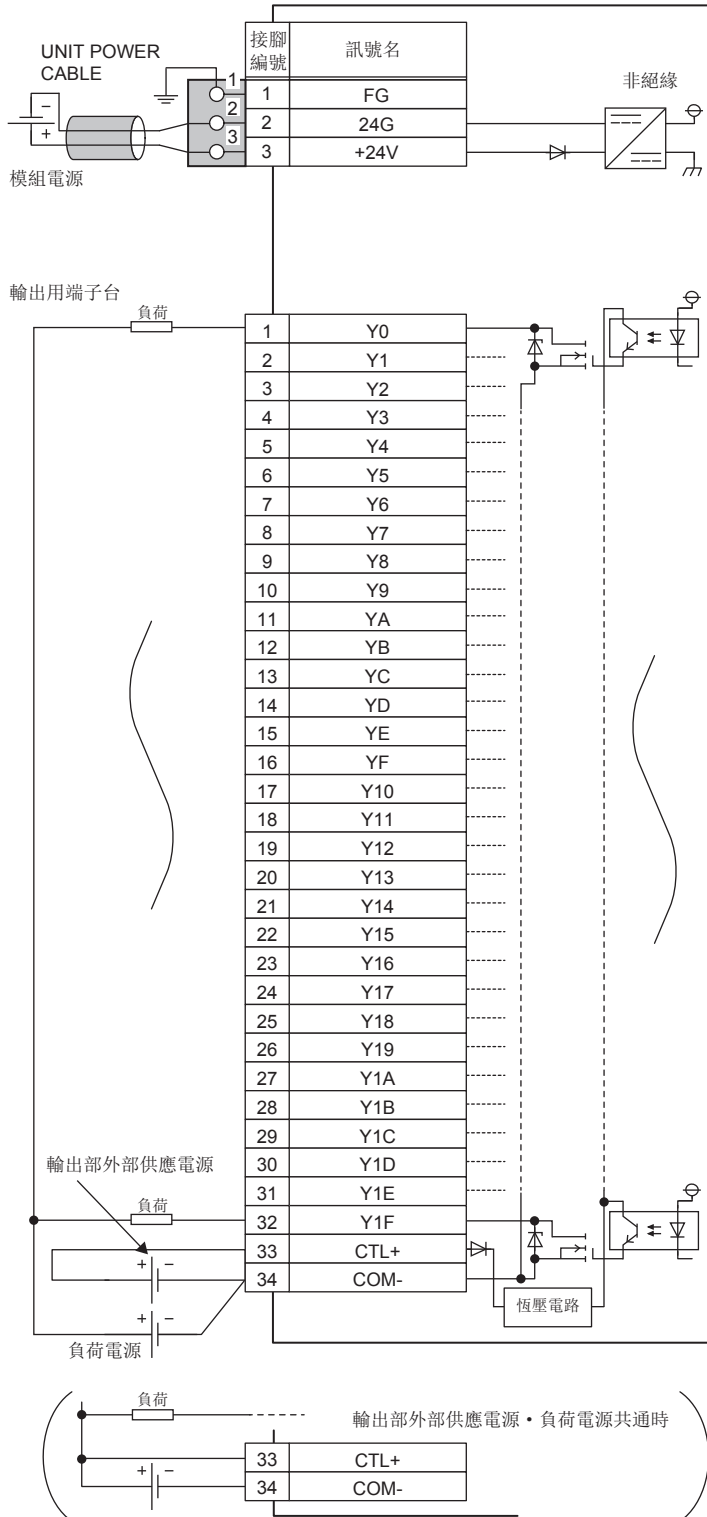 UNIT POWER
CABLE
接腳
編號
訊號名
非絕緣
1
2
3
1 FG
2 24G
3 +24V
− +
模組電源
輸出用端子台
負荷
1 Y0
2 Y1
3 Y2
4 Y3
5 Y4
6 Y5
7 Y6
8 Y7
9 Y8
10 Y9
11 YA
12 YB
13 YC
14 YD
15 YE
16 YF
17 Y10
18 Y11
19 Y12
20 Y13
21 Y14
22 Y15
23 Y16
24 Y17
25 Y18
26 Y19
27 Y1A
28 Y1B
29 Y1C
30 Y1D
31 Y1E
輸出部外部供應電源
負荷
32 Y1F
33 CTL+
34 COM-
+ −
+ −
負荷電源
恆壓電路
負荷
輸出部外部供應電源・負荷電源共通時
33 CTL+
34 COM-
+ −